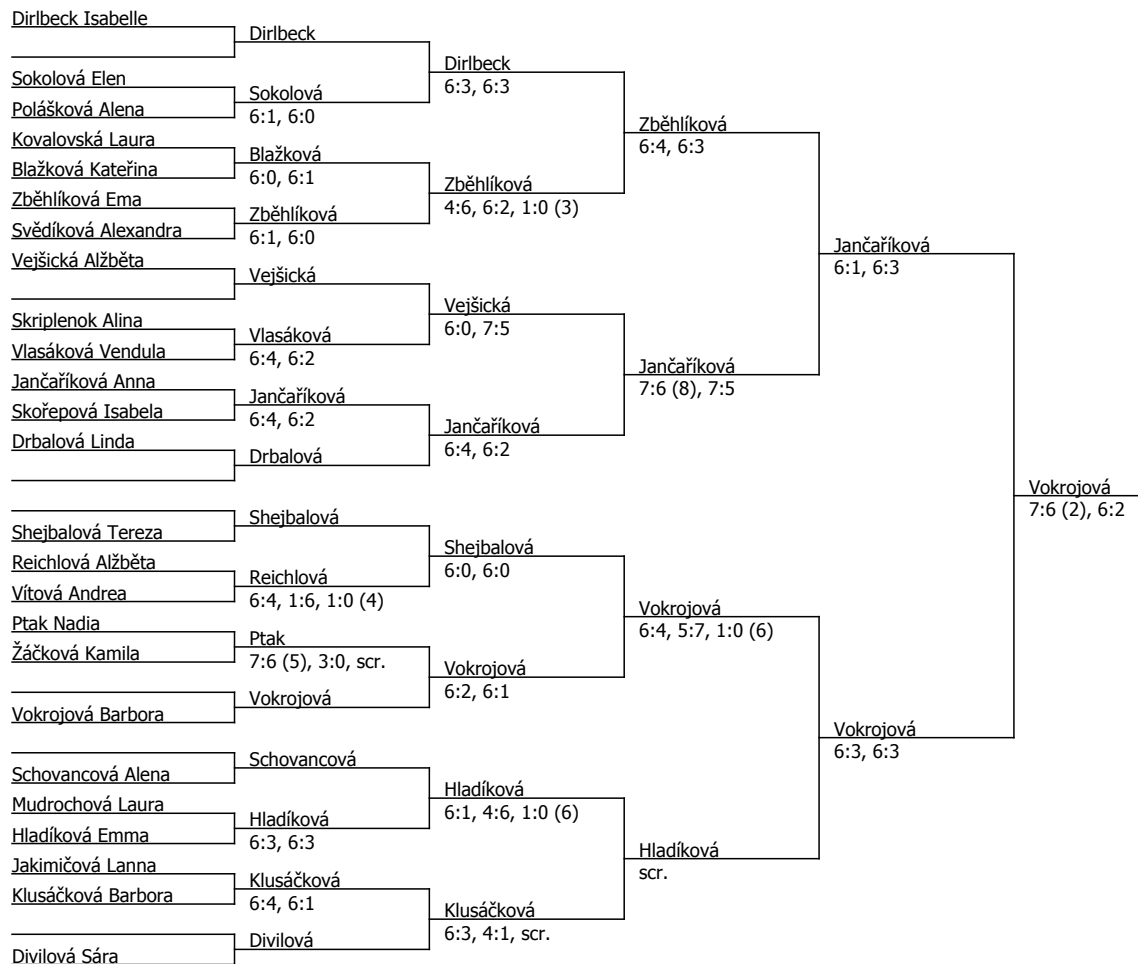 Dirlbeck Isabelle
Dirlbeck
Dirlbeck
6:3, 6:3
Sokolová Elen
Sokolová
6:1, 6:0
Polášková Alena
Zběhlíková
6:4, 6:3
Kovalovská Laura
Blažková
6:0, 6:1
Blažková Kateřina
Zběhlíková
4:6, 6:2, 1:0 (3)
Zběhlíková Ema
Zběhlíková
6:1, 6:0
Svědíková Alexandra
Jančaříková
6:1, 6:3
Vejšická Alžběta
Vejšická
Vejšická
6:0, 7:5
Skriplenok Alina
Vlasáková
6:4, 6:2
Vlasáková Vendula
Jančaříková
7:6 (8), 7:5
Jančaříková Anna
Jančaříková
6:4, 6:2
Skořepová Isabela
Jančaříková
6:4, 6:2
Drbalová Linda
Drbalová
Vokrojová
7:6 (2), 6:2
Shejbalová
Shejbalová Tereza
Shejbalová
6:0, 6:0
Reichlová Alžběta
Reichlová
6:4, 1:6, 1:0 (4)
Vítová Andrea
Vokrojová
6:4, 5:7, 1:0 (6)
Ptak Nadia
Ptak
7:6 (5), 3:0, scr.
Žáčková Kamila
Vokrojová
6:2, 6:1
Vokrojová
Vokrojová Barbora
Vokrojová
6:3, 6:3
Schovancová
Schovancová Alena
Hladíková
6:1, 4:6, 1:0 (6)
Mudrochová Laura
Hladíková
6:3, 6:3
Hladíková Emma
Hladíková
scr.
Jakimičová Lanna
Klusáčková
6:4, 6:1
Klusáčková Barbora
Klusáčková
6:3, 4:1, scr.
Divilová
Divilová Sára